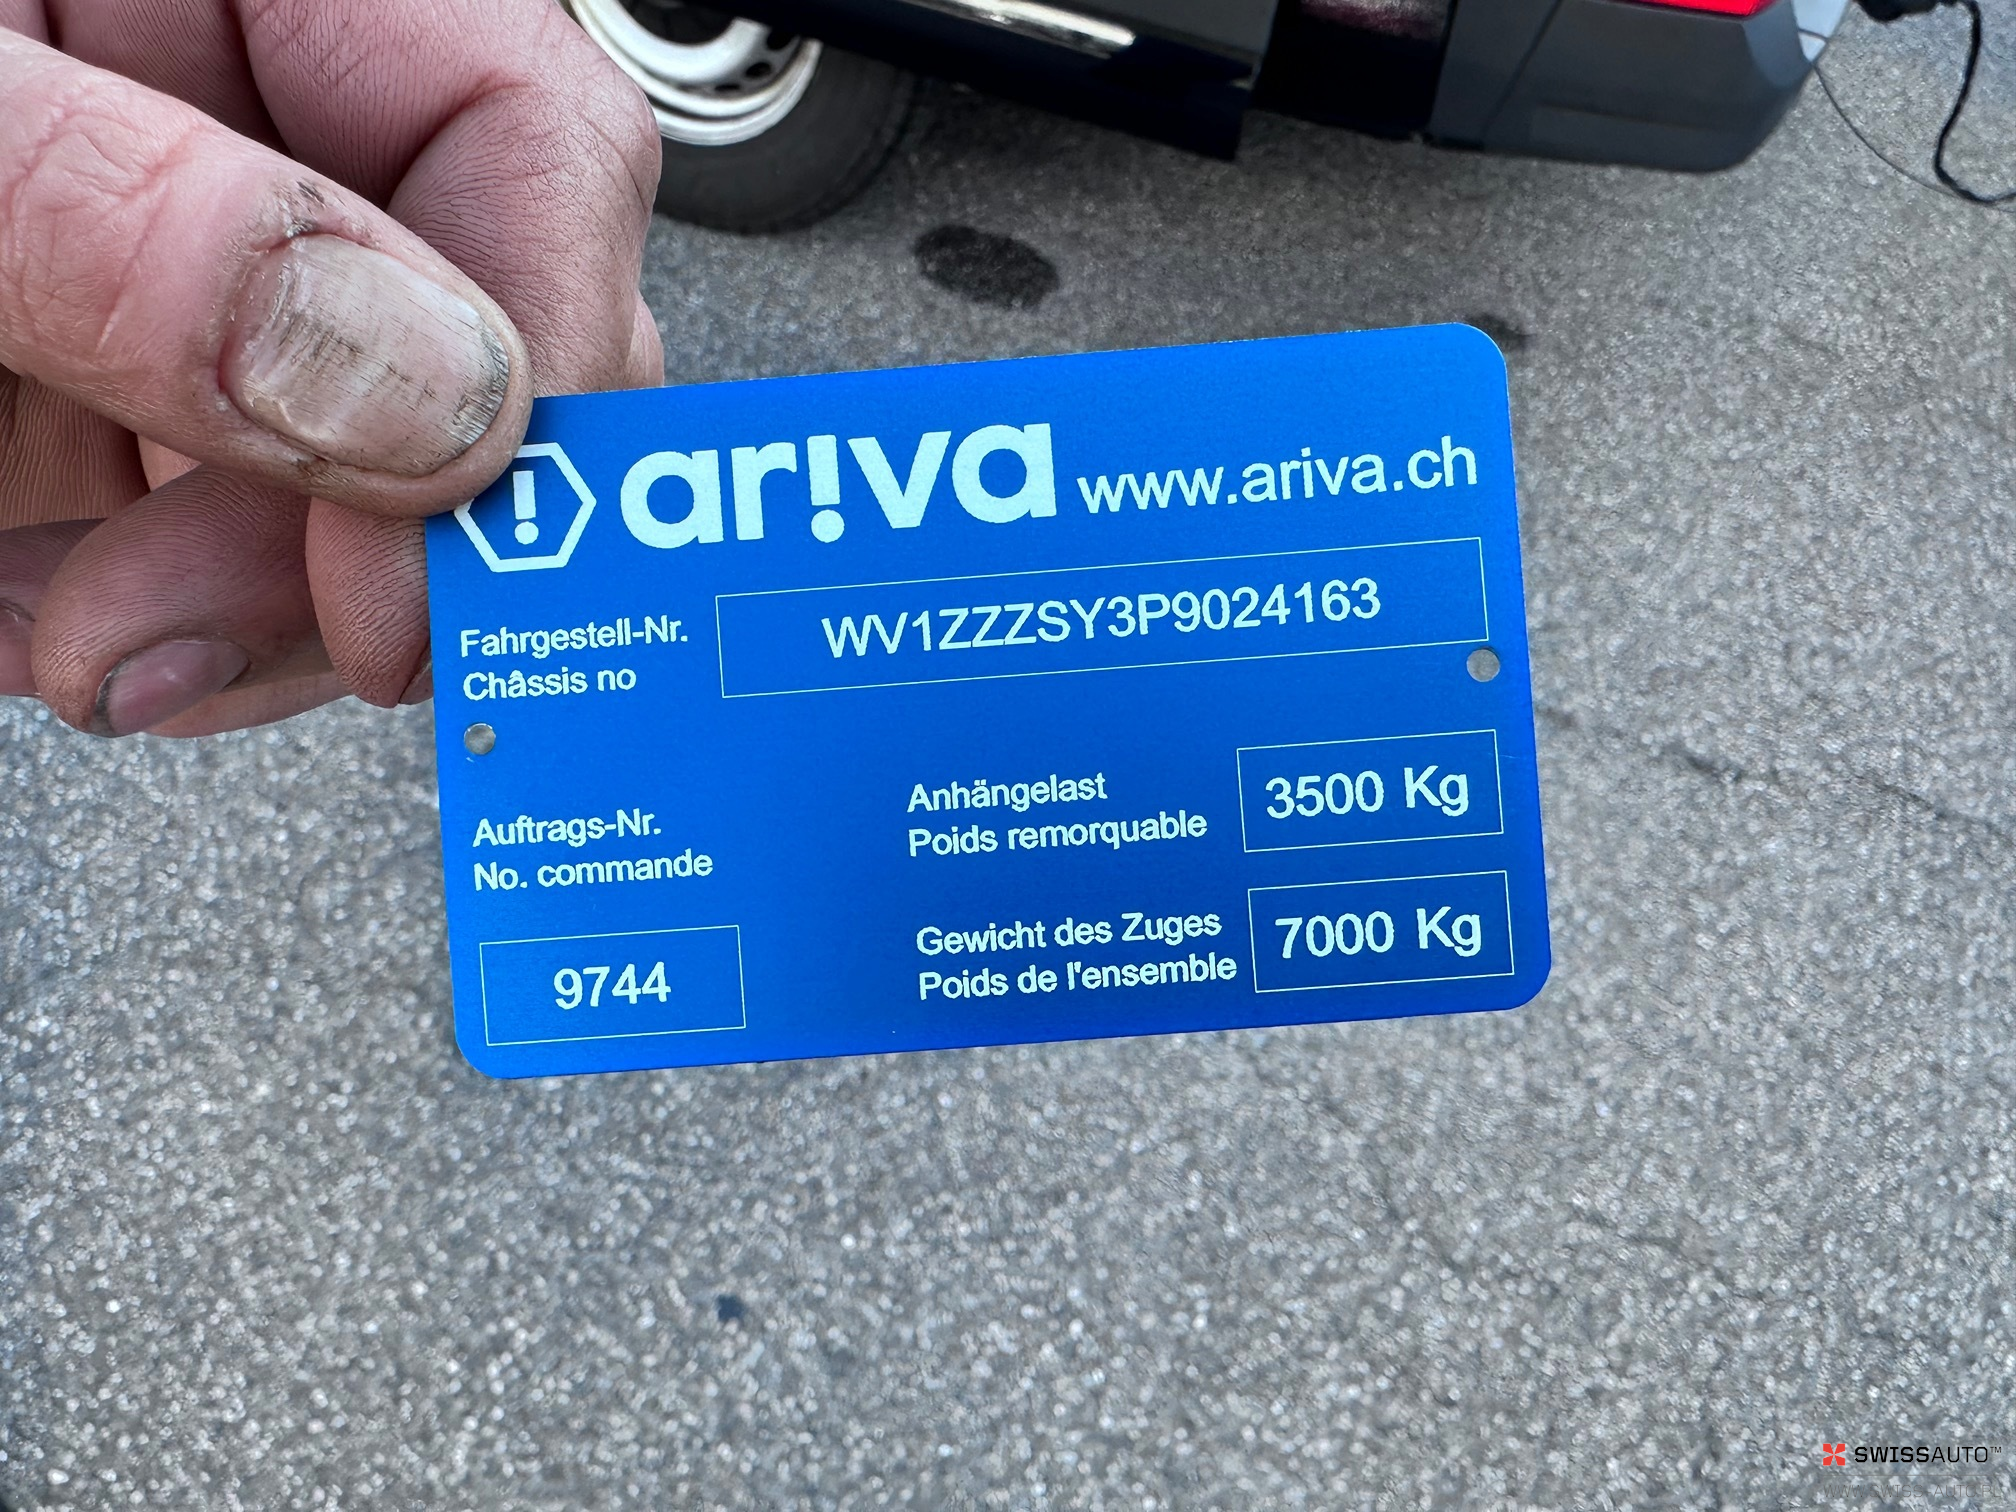 ar!va www.ariva.ch
Fahrgestell-Nr.
Châssis no
WV1ZZZSY3P9024163
Auftrags-Nr.
No. commande
9744
Anhängelast
Poids remorquable
3500 Kg
Gewicht des Zuges
Poids de l'ensemble
7000 Kg
SWISSAUTO™